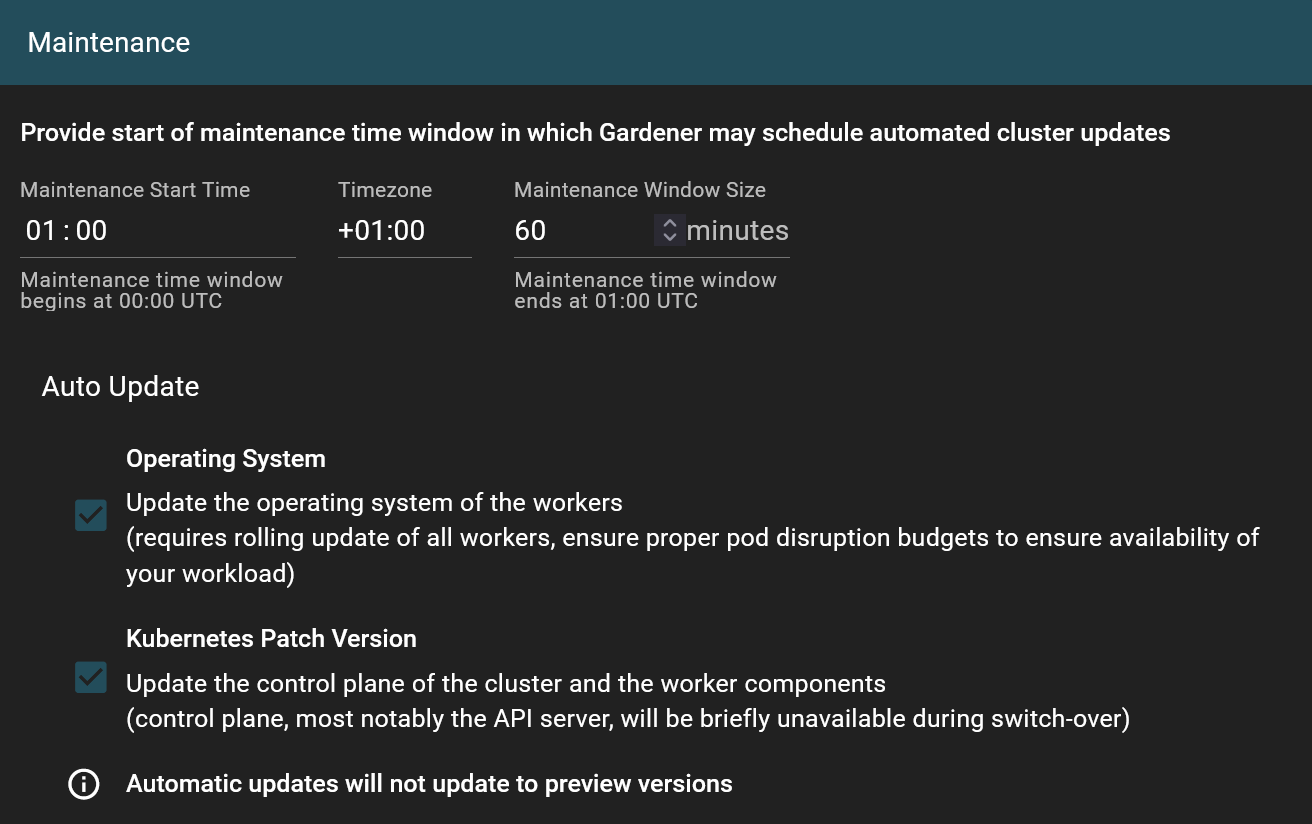 Maintenance
Provide start of maintenance time window in which Gardener may schedule automated cluster updates
Maintenance Start Time
Timezone
Maintenance Window Size
01 : 00
+01:00
60
minutes
Maintenance time window
begins at 00:00 UTC
Maintenance time window
ends at 01:00 UTC
Auto Update
Operating System
Update the operating system of the workers
(requires rolling update of all workers, ensure proper pod disruption budgets to ensure availability of
your workload)
Kubernetes Patch Version
Update the control plane of the cluster and the worker components
(control plane, most notably the API server, will be briefly unavailable during switch-over)
Automatic updates will not update to preview versions